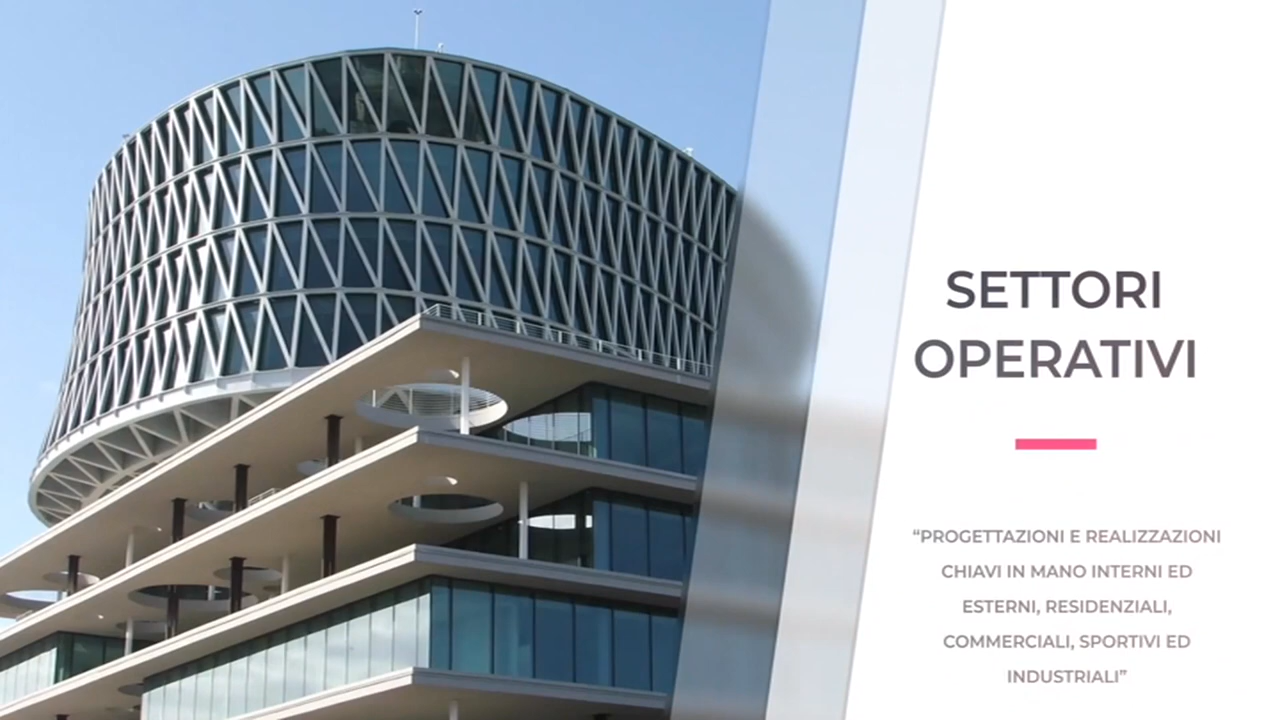 SETTORI
OPERATIVI
“PROGETTAZIONI E REALIZZAZIONI
CHIAVI IN MANO INTERNI ED
ESTERNI, RESIDENZIALI,
COMMERCIALI, SPORTIVI ED
INDUSTRIALI”